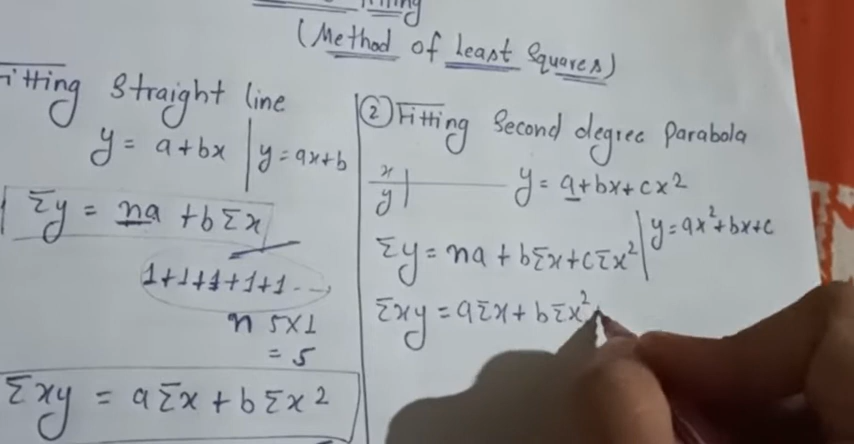 (Method of Least Squares)
Fitting Straight line
y = a+bx | y = ax+b
Σy = na + bΣx
1+1+1+1+1...
n 5×1
= 5
Σxy = aΣx + bΣx²
② Fitting Second degree Parabola
x
y
y = a+bx+cx²
Σy = na + bΣx+cΣx² | y=ax²+bx+c
Σxy = aΣx + bΣx²